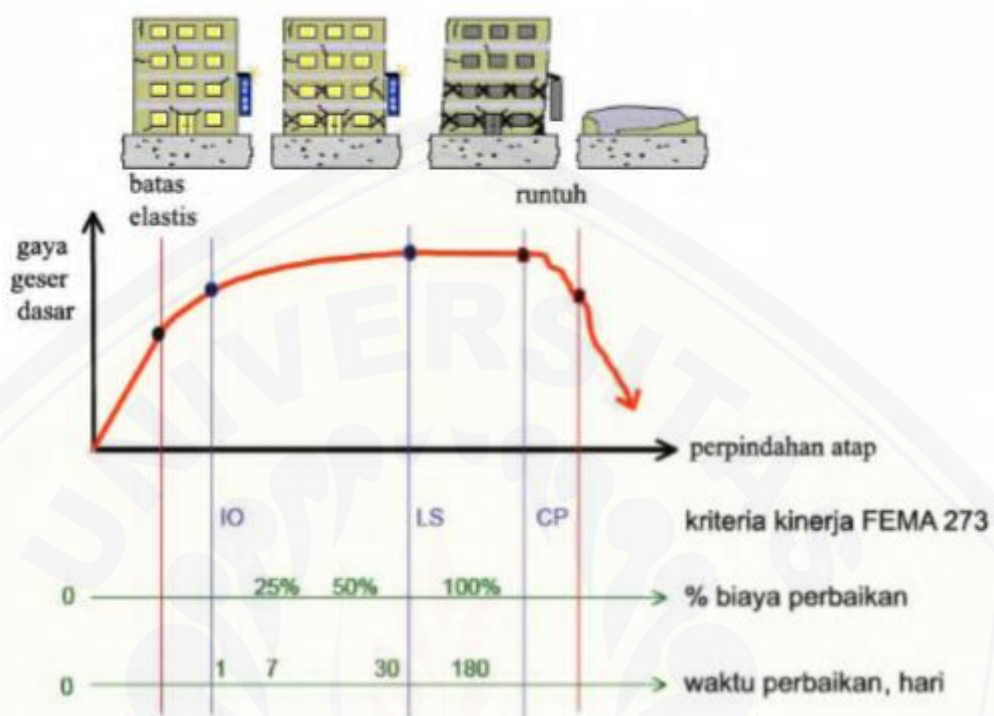 batas
elastis
runtuh
gaya
geser
dasar
perpindahan atap
IO
LS
CP
kriteria kinerja FEMA 273
0
25%
50%
100%
% biaya perbaikan
0
1
7
30
180
waktu perbaikan, hari
UNIVERSITAS